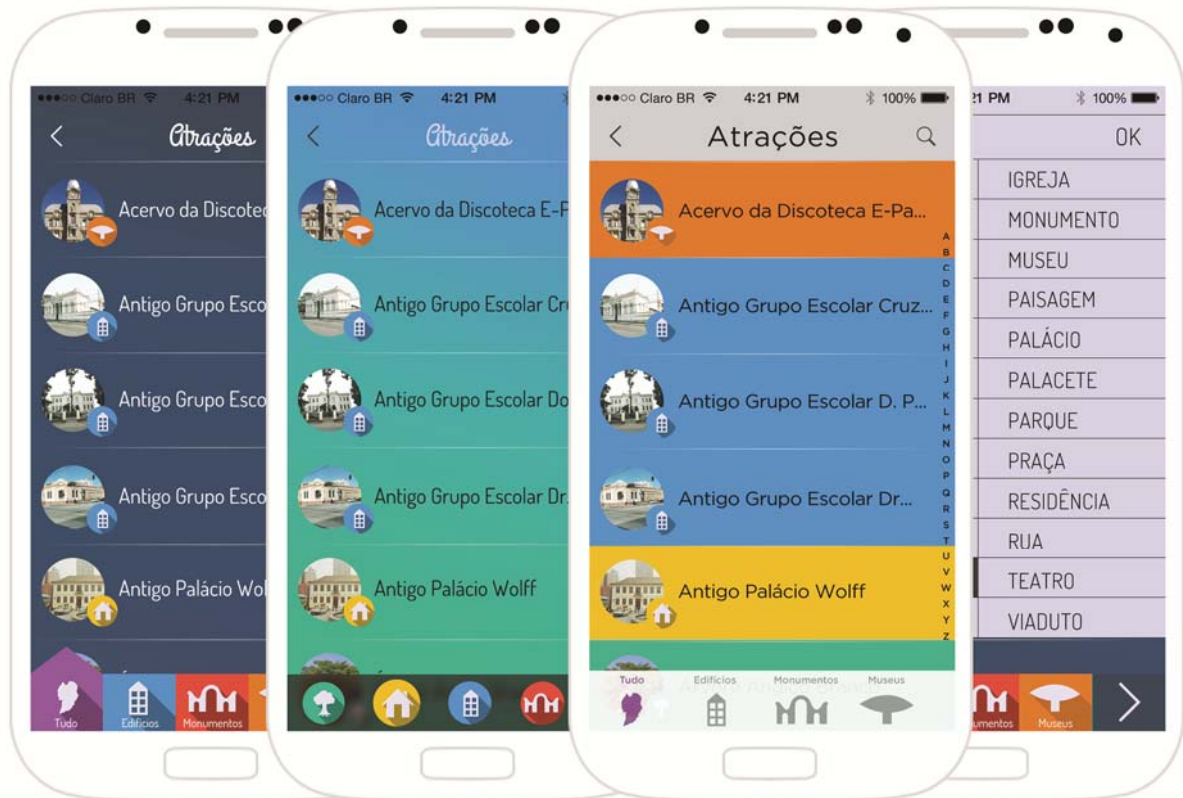 Claro BR 4:21 PM
Atrações
Acervo da Discotec
Antigo Grupo Esco
Antigo Grupo Esco
Antigo Grupo Esco
Antigo Palácio Wol
Tudo
Edifícios
Monumentos
Claro BR 4:21 PM
Atrações
Acervo da Discoteca E-P
Antigo Grupo Escolar Cr
Antigo Grupo Escolar Do
Antigo Grupo Escolar Dr.
Antigo Palácio Wolff
Claro BR 4:21 PM 100%
Atrações
Acervo da Discoteca E-Pa...
Antigo Grupo Escolar Cruz...
Antigo Grupo Escolar D. P...
Antigo Grupo Escolar Dr...
Antigo Palácio Wolff
A
B
C
D
E
F
G
H
I
J
K
L
M
N
O
P
Q
R
S
T
U
V
W
X
Y
Z
Tudo
Edifícios
Monumentos
Museus
21 PM 100%
OK
IGREJA
MONUMENTO
MUSEU
PAISAGEM
PALÁCIO
PALACETE
PARQUE
PRAÇA
RESIDÊNCIA
RUA
TEATRO
VIADUTO
umentos
Museus